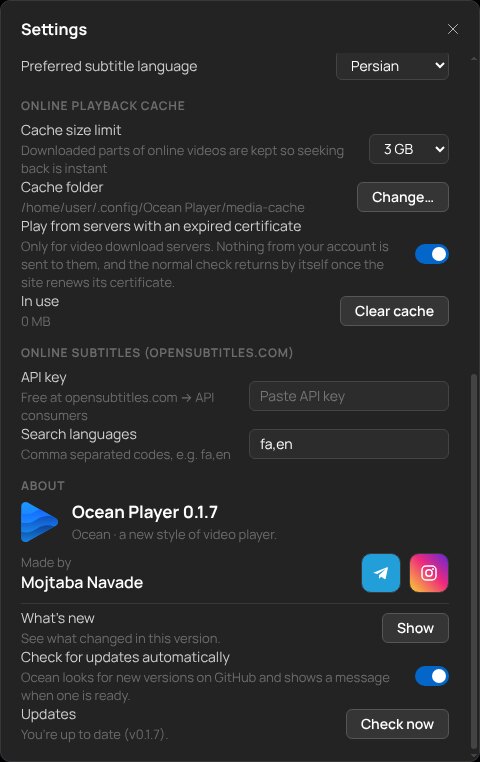 Settings
Preferred subtitle language
Persian
ONLINE PLAYBACK CACHE
Cache size limit
Downloaded parts of online videos are kept so seeking
back is instant
3 GB
Cache folder
/home/user/.config/Ocean Player/media-cache
Change...
Play from servers with an expired certificate
Only for video download servers. Nothing from your account is
sent to them, and the normal check returns by itself once the
site renews its certificate.
In use
0 MB
Clear cache
ONLINE SUBTITLES (OPENSUBTITLES.COM)
API key
Free at opensubtitles.com → API
consumers
Paste API key
Search languages
Comma separated codes, e.g. fa,en
fa,en
ABOUT
Ocean Player 0.1.7
Ocean · a new style of video player.
Made by
Mojtaba Navade
What's new
See what changed in this version.
Show
Check for updates automatically
Ocean looks for new versions on GitHub and shows a message
when one is ready.
Updates
You're up to date (v0.1.7).
Check now